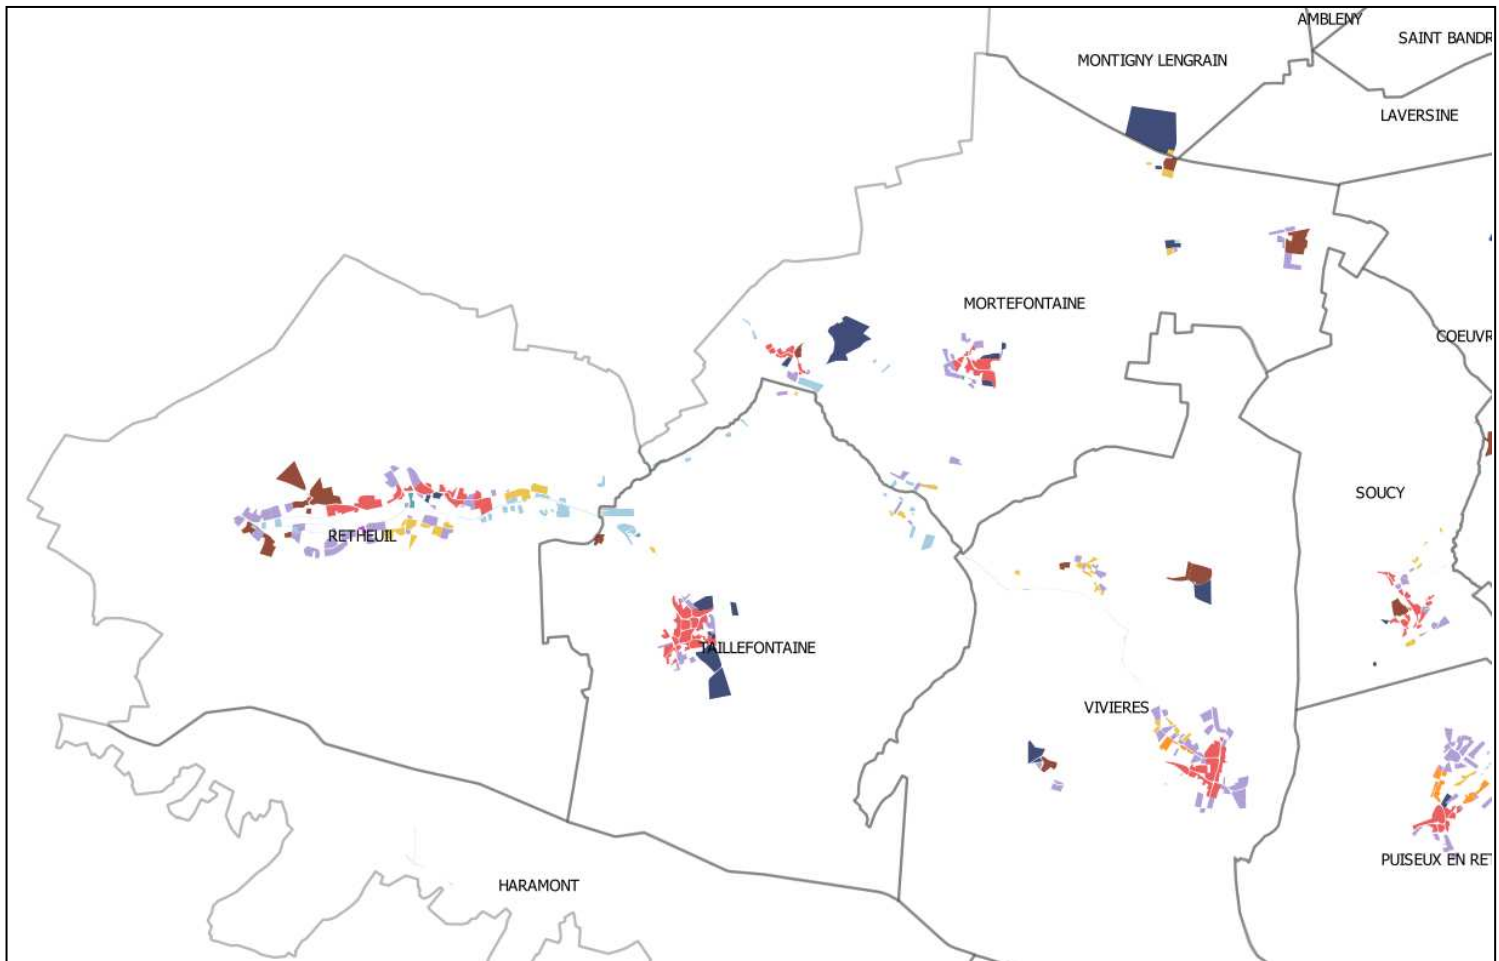 AMBLENY
SAINT BANDR
MONTIGNY LENGRAIN
LAVERSINE
MORTEFONTAINE
COEUVR
SOUCY
RETHEUIL
TAILLEFONTAINE
VIVIERES
PUISEUX EN RET
HARAMONT